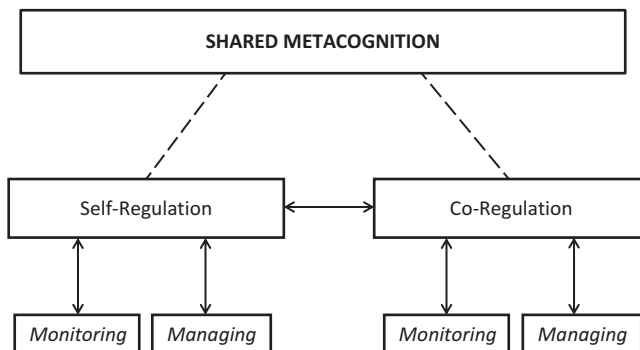 SHARED METACOGNITION
Self-Regulation
Co-Regulation
Monitoring
Managing
Monitoring
Managing